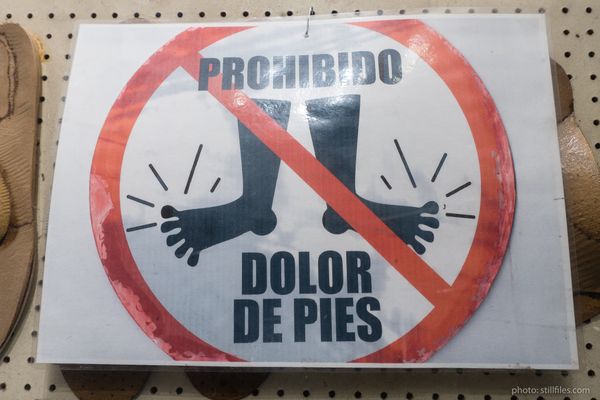 PROHIBIDO
DOLOR
DE PIES
photo: stillfiles.com